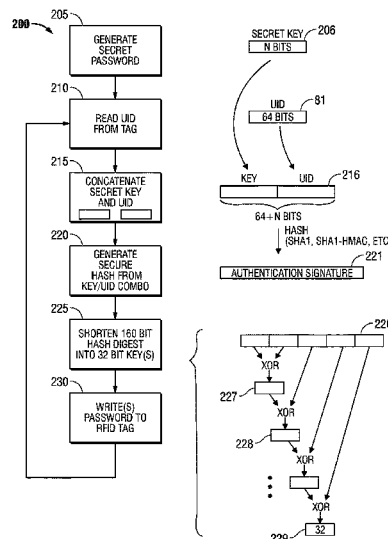 200
205
GENERATE
SECRET
PASSWORD
210
READ UID
FROM TAG
215
CONCATENATE
SECRET KEY
AND UID
220
GENERATE
SECURE
HASH FROM
KEY/UID COMBO
225
SHORTEN 160 BIT
HASH DIGEST
INTO 32 BIT KEY(S)
230
WRITE(S)
PASSWORD TO
RFID TAG
SECRET KEY
N BITS
206
UID
64 BITS
81
KEY
UID
216
64+N BITS
HASH
(SHA1, SHA1-HMAC, ETC)
221
AUTHENTICATION SIGNATURE
226
XOR
227
XOR
228
XOR
XOR
32
229